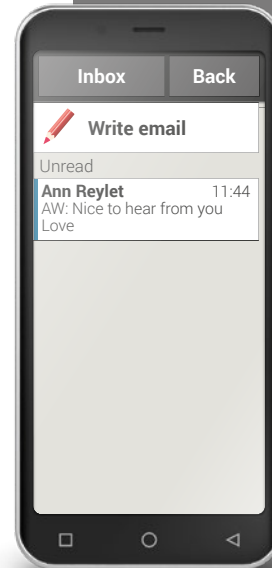 Inbox Back
Write email
Unread
Ann Reylet 11:44
AW: Nice to hear from you
Love